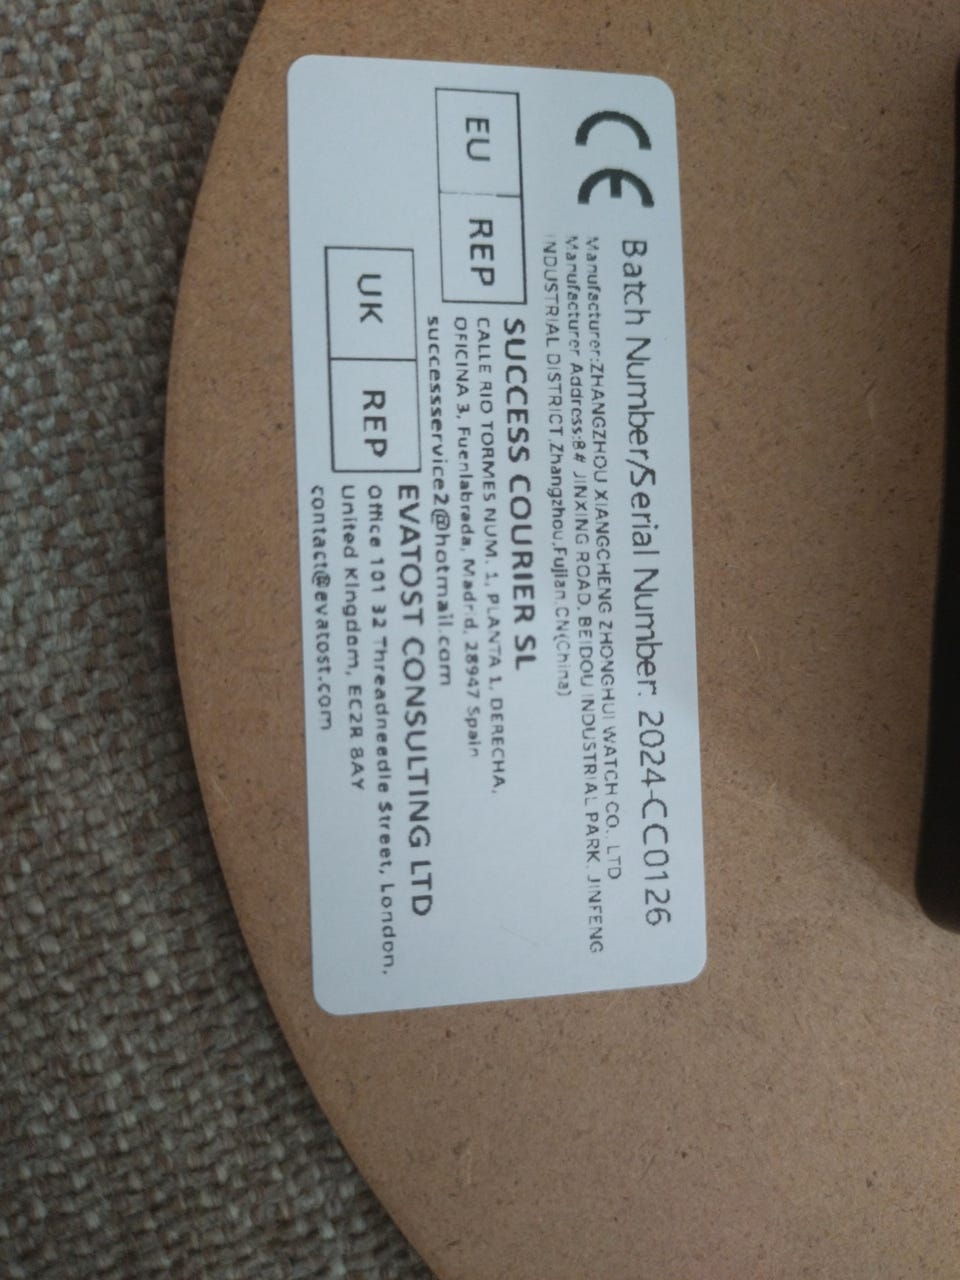 CE
Batch Number/Serial Number: 2024-CC0126
Manufacturer:ZHANGZHOU XIANGCHENG ZHONGHUI WATCH CO., LTD
Manufacturer Address:8# JINXING ROAD, BEIDOU INDUSTRIAL PARK, JINFENG
INDUSTRIAL DISTRICT,Zhangzhou,Fujian,CN(China)
EU REP
SUCCESS COURIER SL
CALLE RIO TORMES NUM. 1, PLANTA 1, DERECHA,
OFICINA 3, Fuenlabrada, Madrid, 28947 Spain
successservice2@hotmail.com
UK REP
EVATOST CONSULTING LTD
Office 101 32 Threadneedle Street, London,
United Kingdom, EC2R 8AY
contact@evatost.com